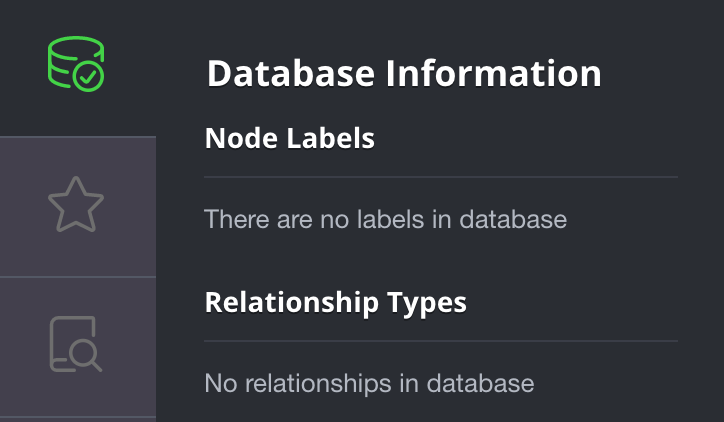 Database Information
Node Labels
There are no labels in database
Relationship Types
No relationships in database